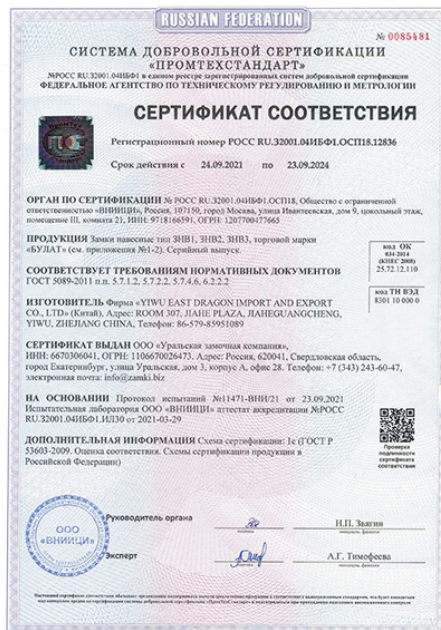 RUSSIAN FEDERATION
№ 0085481
СИСТЕМА ДОБРОВОЛЬНОЙ СЕРТИФИКАЦИИ
«ПРОМТЕХСТАНДАРТ»
№РОСС RU.32001.04ИБФ1 в едином реестре зарегистрированных систем добровольной сертификации
ФЕДЕРАЛЬНОЕ АГЕНТСТВО ПО ТЕХНИЧЕСКОМУ РЕГУЛИРОВАНИЮ И МЕТРОЛОГИИ
СЕРТИФИКАТ СООТВЕТСТВИЯ
Регистрационный номер РОСС RU.32001.04ИБФ1.ОСП18.12836
Срок действия с 24.09.2021 по 23.09.2024
ОРГАН ПО СЕРТИФИКАЦИИ № РОСС RU.32001.04ИБФ1.ОСП18, Общество с ограниченной
ответственностью «ВНИИЦИ», Россия, 107150, город Москва, улица Ивантеевская, дом 9, цокольный этаж,
помещение III, комната 21, ИНН: 9718166591, ОГРН: 1207700477665
ПРОДУКЦИЯ Замки навесные тип ЗНВ1, ЗНВ2, ЗНВ3, торговой марки
«БУЛАТ» (см. приложения №1-2). Серийный выпуск.
код ОК
034-2014
(КПЕС 2008)
25.72.12.110
СООТВЕТСТВУЕТ ТРЕБОВАНИЯМ НОРМАТИВНЫХ ДОКУМЕНТОВ
ГОСТ 5089-2011 п.п. 5.7.1.2, 5.7.2.2, 5.7.4.6, 6.2.2.2
код ТН ВЭД
8301 10 000 0
ИЗГОТОВИТЕЛЬ Фирма «YIWU EAST DRAGON IMPORT AND EXPORT
CO., LTD» (Китай), Адрес: ROOM 307, JIAHE PLAZA, JIAHEGUANGCHENG,
YIWU, ZHEJIANG CHINA, Телефон: 86-579-85951089
СЕРТИФИКАТ ВЫДАН ООО «Уральская замочная компания»,
ИНН: 6670306041, ОГРН: 1106670026473. Адрес: Россия, 620041, Свердловская область,
город Екатеринбург, улица Уральская, дом 3, корпус А, офис 28. Телефон: +7 (343) 243-60-47,
электронная почта: info@zamki.biz
НА ОСНОВАНИИ Протокол испытаний №11471-ВНИ/21 от 23.09.2021
Испытательная лаборатория ООО «ВНИИЦИ» аттестат аккредитации №РОСС
RU.32001.04ИБФ1.ИЛ30 от 2021-03-29
Проверка
подлинности
сертификата
соответствия
ДОПОЛНИТЕЛЬНАЯ ИНФОРМАЦИЯ Схема сертификации: 1с (ГОСТ Р
53603-2009. Оценка соответствия. Схемы сертификации продукции в
Российской Федерации)
Руководитель органа
Н.П. Звягин
ООО
«ВНИИЦИ»
Эксперт
А.Г. Тимофеева